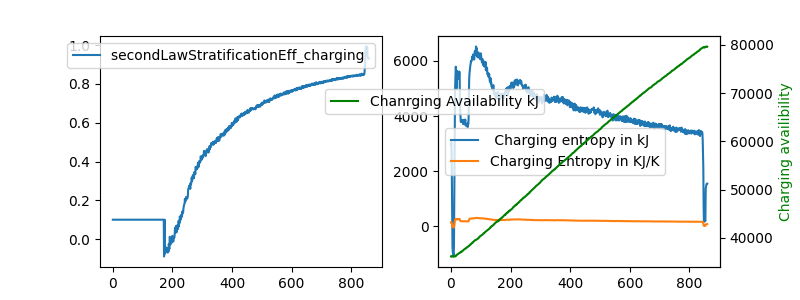 secondLawStratificationEff_charging
1.0
0.8
0.6
0.4
0.2
0.0
0 200 400 600 800
Chanrging Availability kJ
Charging entropy in kJ
Charging Entropy in KJ/K
6000
4000
2000
0
0 200 400 600 800
80000
70000
60000
50000
40000
Charging availibility